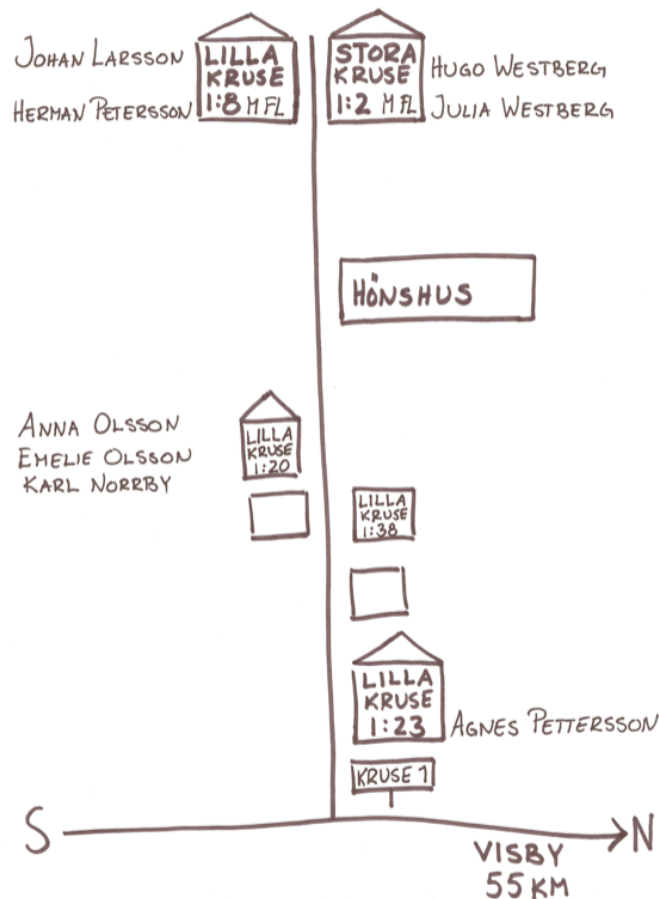 JOHAN LARSSON
HERMAN PETERSSON
LILLA
KRUSE
1:8 M FL
STORA
KRUSE
1:2 M FL
HUGO WESTBERG
JULIA WESTBERG
HÖNSHUS
ANNA OLSSON
EMELIE OLSSON
KARL NORRBY
LILLA
KRUSE
1:20
LILLA
KRUSE
1:38
LILLA
KRUSE
1:23
AGNES PETTERSSON
KRUSE 1
S
N
VISBY
55 KM